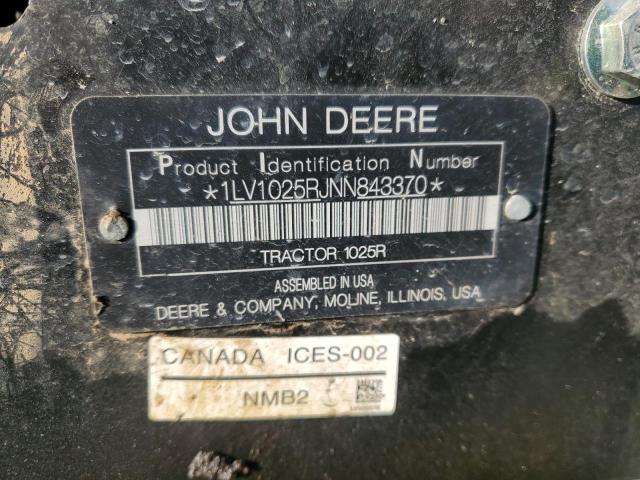 JOHN DEERE
Product Identification Number
*1LV1025RJNN843370*
TRACTOR 1025R
ASSEMBLED IN USA
DEERE & COMPANY, MOLINE, ILLINOIS, USA
CANADA ICES-002
NMB2